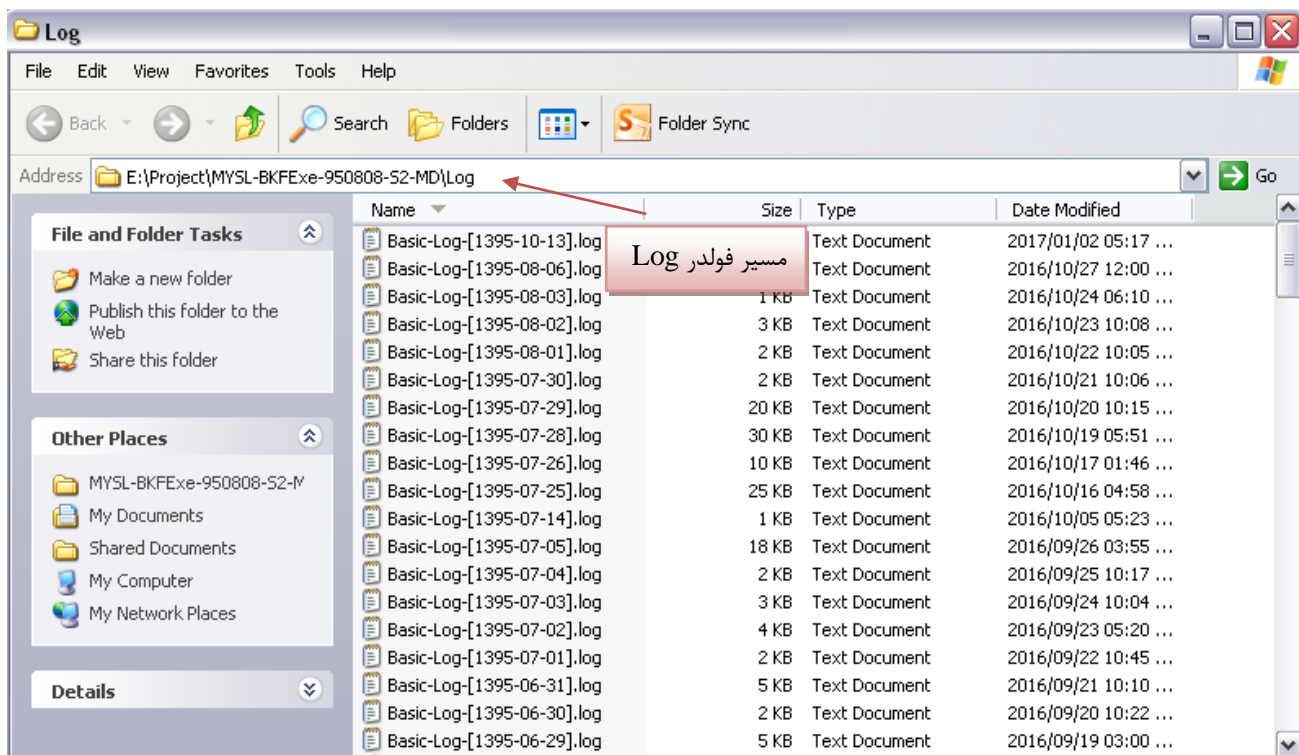 Log
File Edit View Favorites Tools Help
Back Search Folders Folder Sync
Address E:\Project\MYSL-BKFExe-950808-S2-MD\Log Go
File and Folder Tasks
Make a new folder
Publish this folder to the
Web
Share this folder
Other Places
MYSL-BKFExe-950808-S2-M
My Documents
Shared Documents
My Computer
My Network Places
Details
Name Size Type Date Modified
Basic-Log-[1395-10-13].log Text Document 2017/01/02 05:17 ...
Basic-Log-[1395-08-06].log Text Document 2016/10/27 12:00 ...
Basic-Log-[1395-08-03].log 1 KB Text Document 2016/10/24 06:10 ...
Basic-Log-[1395-08-02].log 3 KB Text Document 2016/10/23 10:08 ...
Basic-Log-[1395-08-01].log 2 KB Text Document 2016/10/22 10:05 ...
Basic-Log-[1395-07-30].log 2 KB Text Document 2016/10/21 10:06 ...
Basic-Log-[1395-07-29].log 20 KB Text Document 2016/10/20 10:15 ...
Basic-Log-[1395-07-28].log 30 KB Text Document 2016/10/19 05:51 ...
Basic-Log-[1395-07-26].log 10 KB Text Document 2016/10/17 01:46 ...
Basic-Log-[1395-07-25].log 25 KB Text Document 2016/10/16 04:58 ...
Basic-Log-[1395-07-14].log 1 KB Text Document 2016/10/05 05:23 ...
Basic-Log-[1395-07-05].log 18 KB Text Document 2016/09/26 03:55 ...
Basic-Log-[1395-07-04].log 2 KB Text Document 2016/09/25 10:17 ...
Basic-Log-[1395-07-03].log 3 KB Text Document 2016/09/24 10:04 ...
Basic-Log-[1395-07-02].log 4 KB Text Document 2016/09/23 05:20 ...
Basic-Log-[1395-07-01].log 2 KB Text Document 2016/09/22 10:45 ...
Basic-Log-[1395-06-31].log 5 KB Text Document 2016/09/21 10:10 ...
Basic-Log-[1395-06-30].log 2 KB Text Document 2016/09/20 10:22 ...
Basic-Log-[1395-06-29].log 5 KB Text Document 2016/09/19 03:00 ...
مسیر فولدر Log